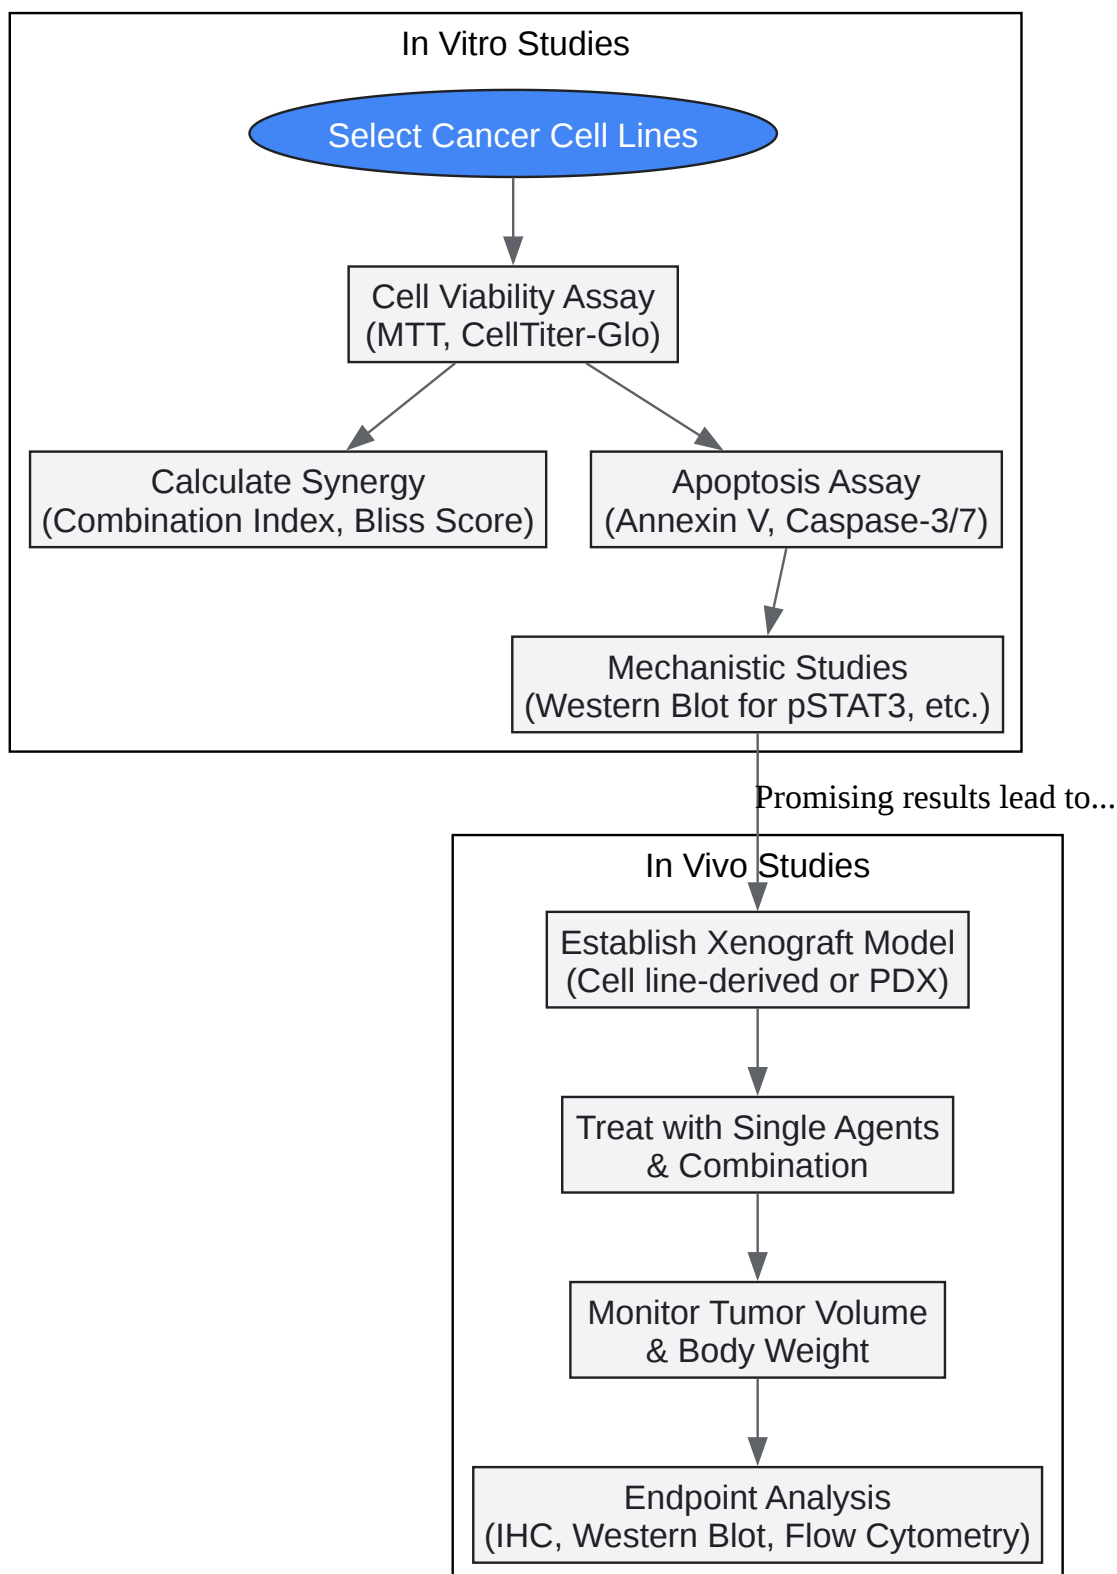 In Vitro Studies
Select Cancer Cell Lines
Cell Viability Assay
(MTT, CellTiter-Glo)
Calculate Synergy
(Combination Index, Bliss Score)
Apoptosis Assay
(Annexin V, Caspase-3/7)
Mechanistic Studies
(Western Blot for pSTAT3, etc.)
Promising results lead to...
In Vivo Studies
Establish Xenograft Model
(Cell line-derived or PDX)
Treat with Single Agents
& Combination
Monitor Tumor Volume
& Body Weight
Endpoint Analysis
(IHC, Western Blot, Flow Cytometry)